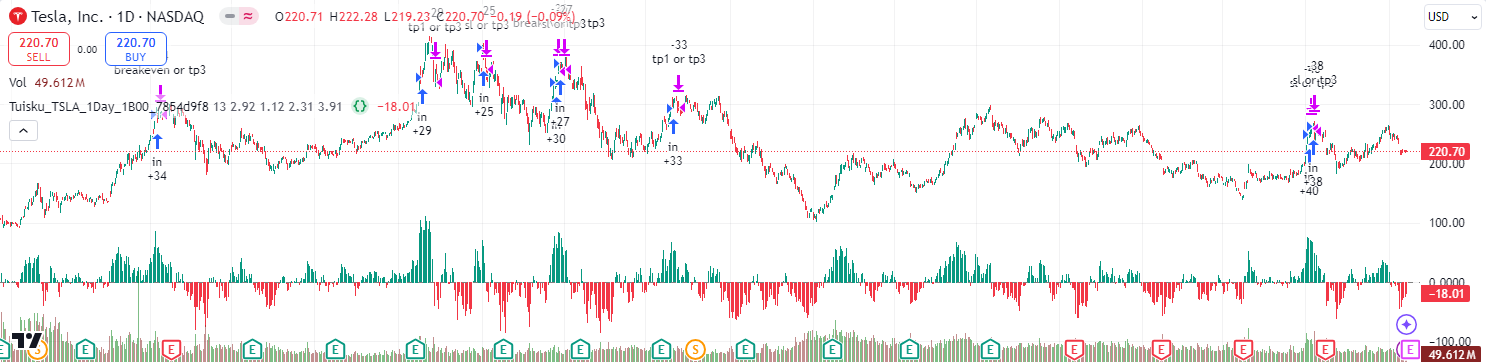 Tesla, Inc. · 1D · NASDAQ O220.71 H222.28 L219.23 C220.70 −0.19 (−0.09%)
USD
220.70
SELL
0.00
220.70
BUY
Vol 49.612 M
Tuisku_TSLA_1Day_1B00_7854d9f8 13 2.92 1.12 2.31 3.91 −18.01
breakeven or tp3
in
+34
tp1 or tp3
in
+29
-25
sl or tp3
in
+25
-27
in
+27
+30
-33
tp1 or tp3
in
+33
-38
sl or tp3
in
+38
+40
400.00
300.00
220.70
200.00
100.00
0.0000
−18.01
−100.00
49.612 M
E
S
E
E
E
E
E
E
E
E
S
E
E
E
E
E
E
E
E
E